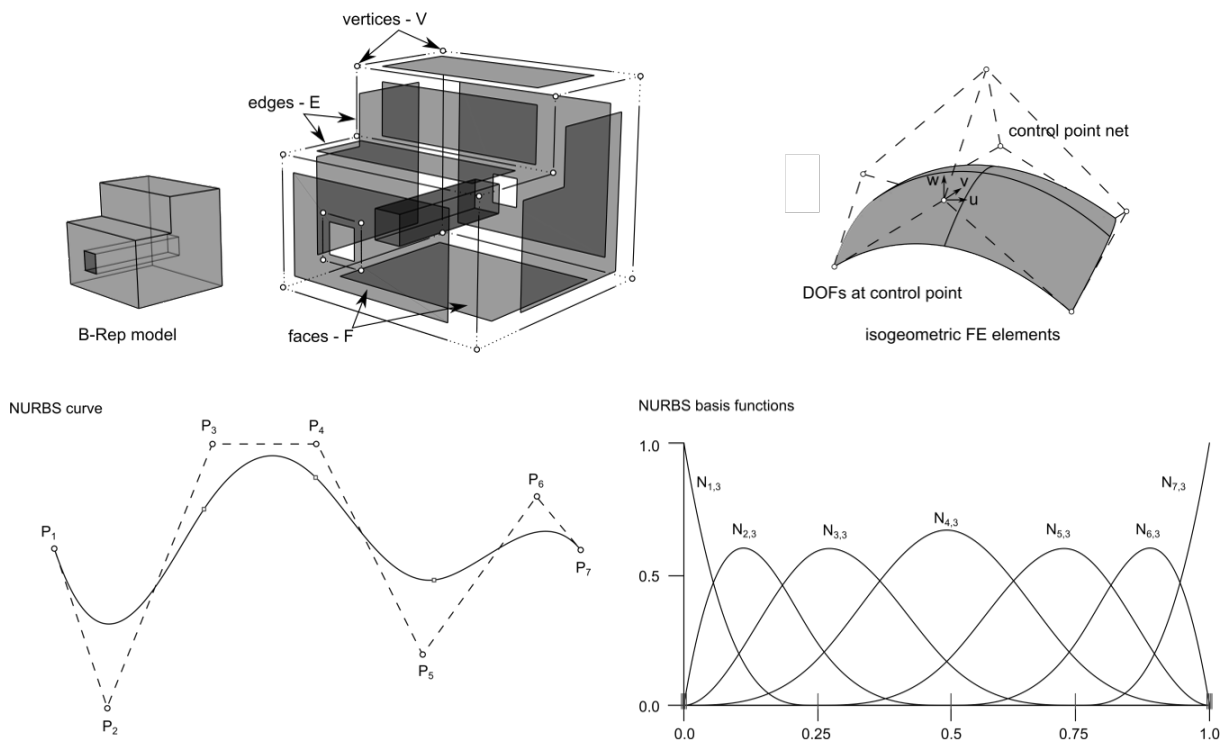 vertices - V
edges - E
control point net
w
v
u
DOFs at control point
faces - F
B-Rep model
isogeometric FE elements
NURBS curve
P3
P4
P6
P1
P7
P5
P2
NURBS basis functions
1.0
N1,3
N7,3
N2,3
N3,3
N4,3
N5,3
N6,3
0.5
0.0
0.0
0.25
0.5
0.75
1.0